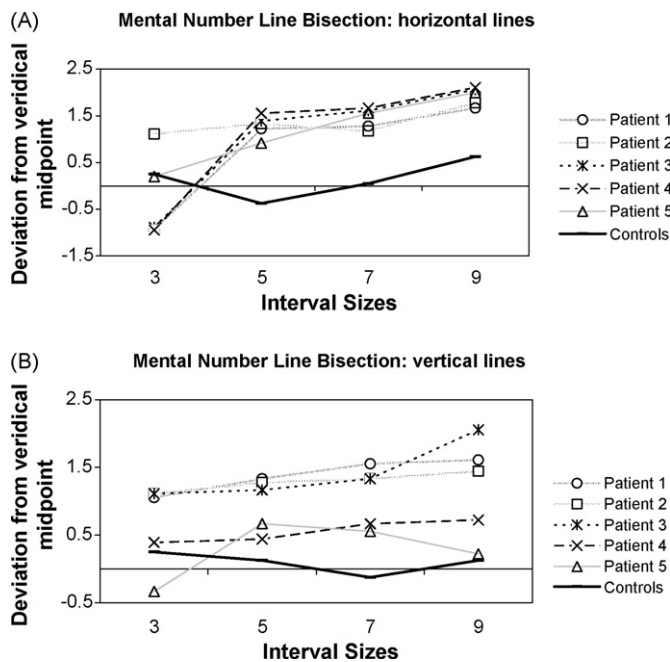 (A)
Mental Number Line Bisection: horizontal lines
Deviation from veridical
midpoint
2.5
1.5
0.5
-0.5
-1.5
3 5 7 9
Interval Sizes
Patient 1
Patient 2
Patient 3
Patient 4
Patient 5
Controls
(B)
Mental Number Line Bisection: vertical lines
Deviation from veridical
midpoint
2.5
1.5
0.5
-0.5
3 5 7 9
Interval Sizes
Patient 1
Patient 2
Patient 3
Patient 4
Patient 5
Controls